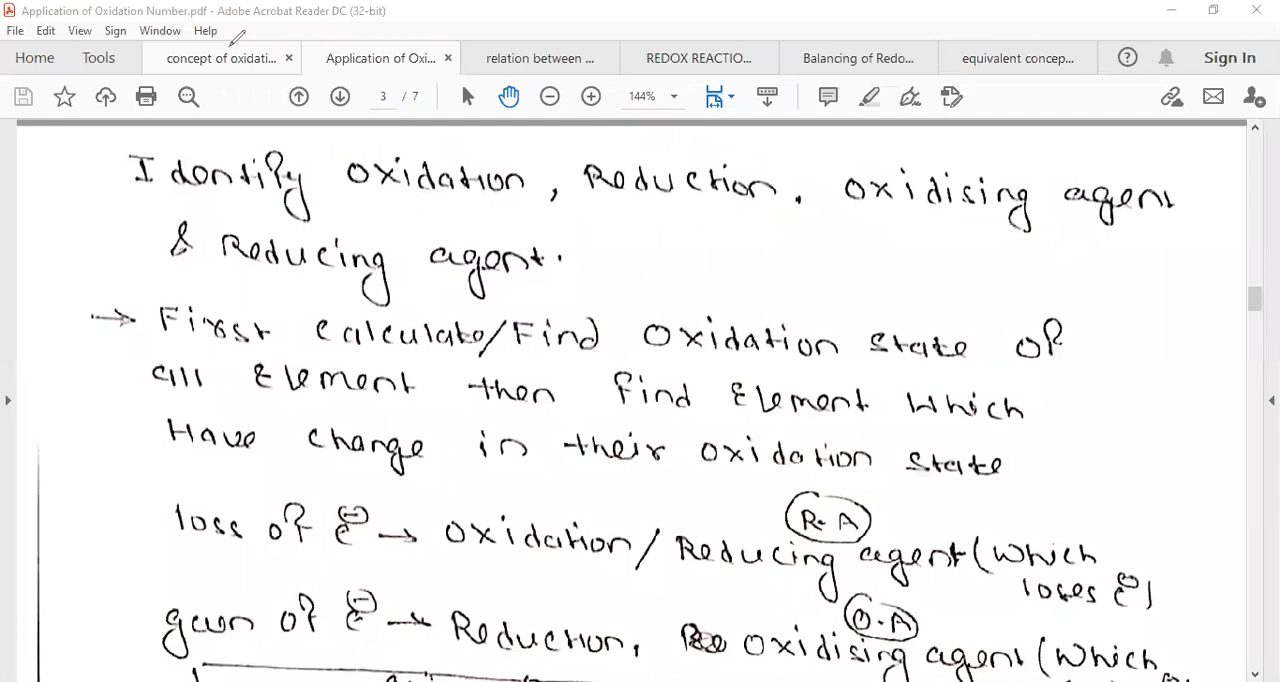 Application of Oxidation Number.pdf - Adobe Acrobat Reader DC (32-bit)
File Edit View Sign Window Help
Home Tools concept of oxidati... Application of Oxi... relation between ... REDOX REACTIO... Balancing of Redo... equivalent concep... Sign In
3 / 7 144%
Identify oxidation, Reduction. oxidising agent
& Reducing agent.
→ First calculate/Find oxidation state of
all Element then find Element which
Have change in their oxidation state
R.A
loss of e⊖ → oxidation/Reducing agent (which
loses e⊖)
O.A
gain of e⊖ → Reduction, oxidising agent (which